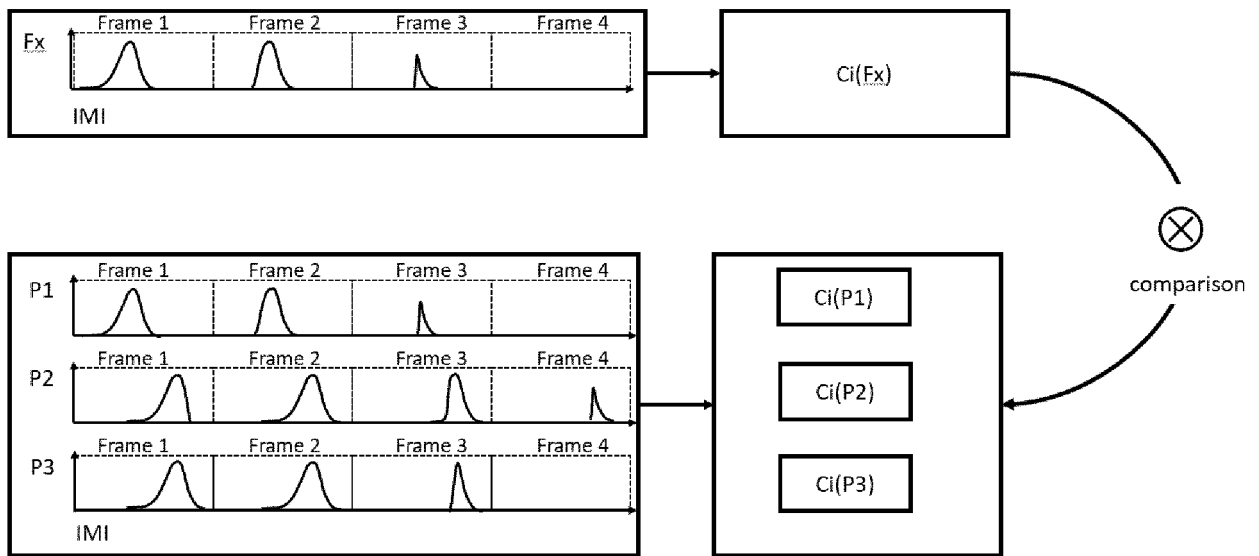 Frame 1 Frame 2 Frame 3 Frame 4
Fx
IMI
Ci(Fx)
comparison
Frame 1 Frame 2 Frame 3 Frame 4
P1
Frame 1 Frame 2 Frame 3 Frame 4
P2
Frame 1 Frame 2 Frame 3 Frame 4
P3
IMI
Ci(P1)
Ci(P2)
Ci(P3)